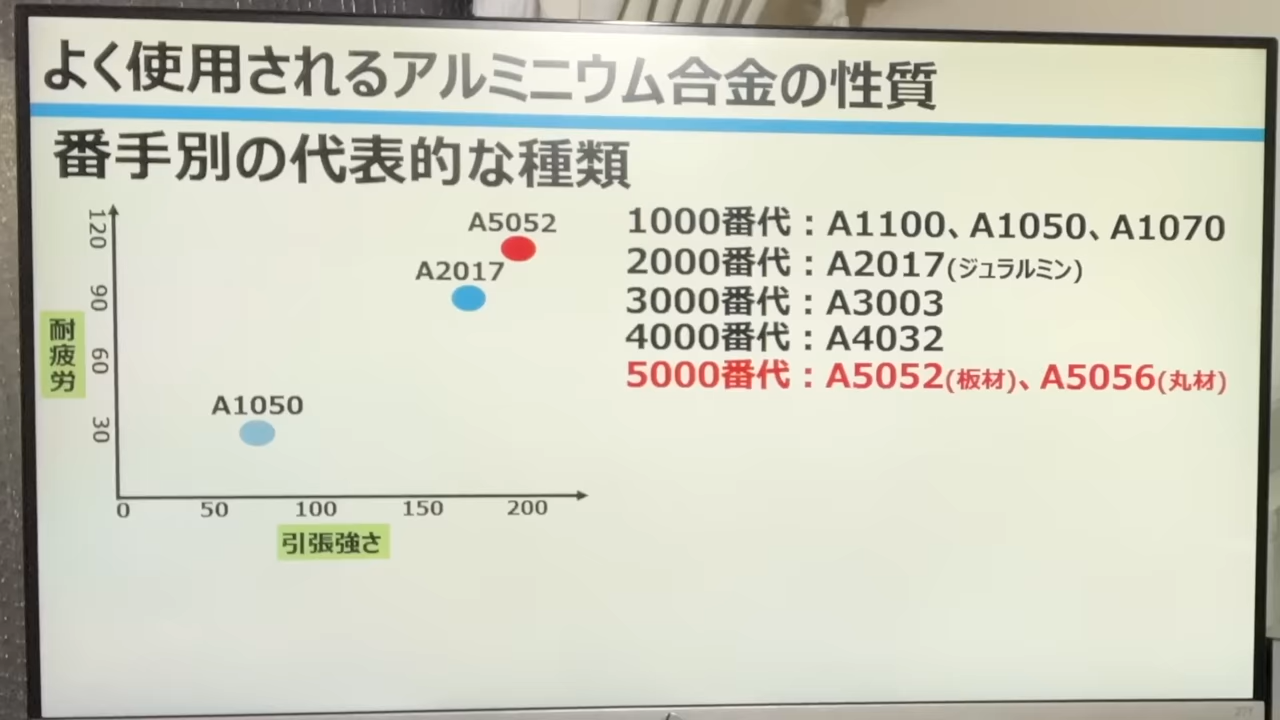 よく使用されるアルミニウム合金の性質
番手別の代表的な種類
120
90
60
30
耐疲労
A5052
A2017
A1050
0 50 100 150 200
引張強さ
1000番代：A1100、A1050、A1070
2000番代：A2017(ジュラルミン)
3000番代：A3003
4000番代：A4032
5000番代：A5052(板材)、A5056(丸材)